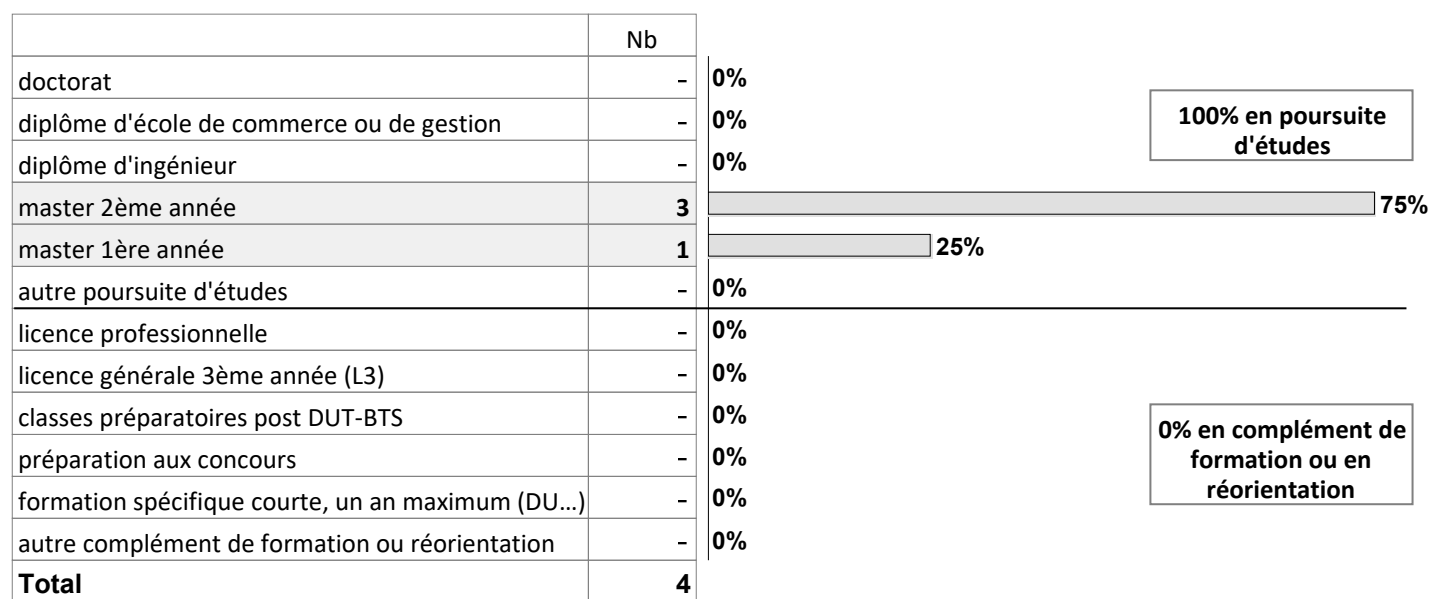 Nb
doctorat - 0%
diplôme d'école de commerce ou de gestion - 0%
diplôme d'ingénieur - 0%
100% en poursuite
d'études
master 2ème année 3 75%
master 1ère année 1 25%
autre poursuite d'études - 0%
licence professionnelle - 0%
licence générale 3ème année (L3) - 0%
classes préparatoires post DUT-BTS - 0%
préparation aux concours - 0%
formation spécifique courte, un an maximum (DU…) - 0%
0% en complément de
formation ou en
réorientation
autre complément de formation ou réorientation - 0%
Total 4